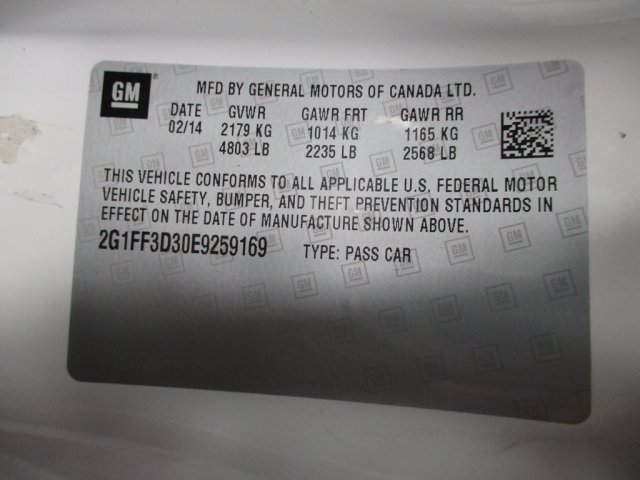 GM
MFD BY GENERAL MOTORS OF CANADA LTD.
DATE GVWR GAWR FRT GAWR RR
02/14 2179 KG 1014 KG 1165 KG
4803 LB 2235 LB 2568 LB
THIS VEHICLE CONFORMS TO ALL APPLICABLE U.S. FEDERAL MOTOR
VEHICLE SAFETY, BUMPER, AND THEFT PREVENTION STANDARDS IN
EFFECT ON THE DATE OF MANUFACTURE SHOWN ABOVE.
2G1FF3D30E9259169 TYPE: PASS CAR